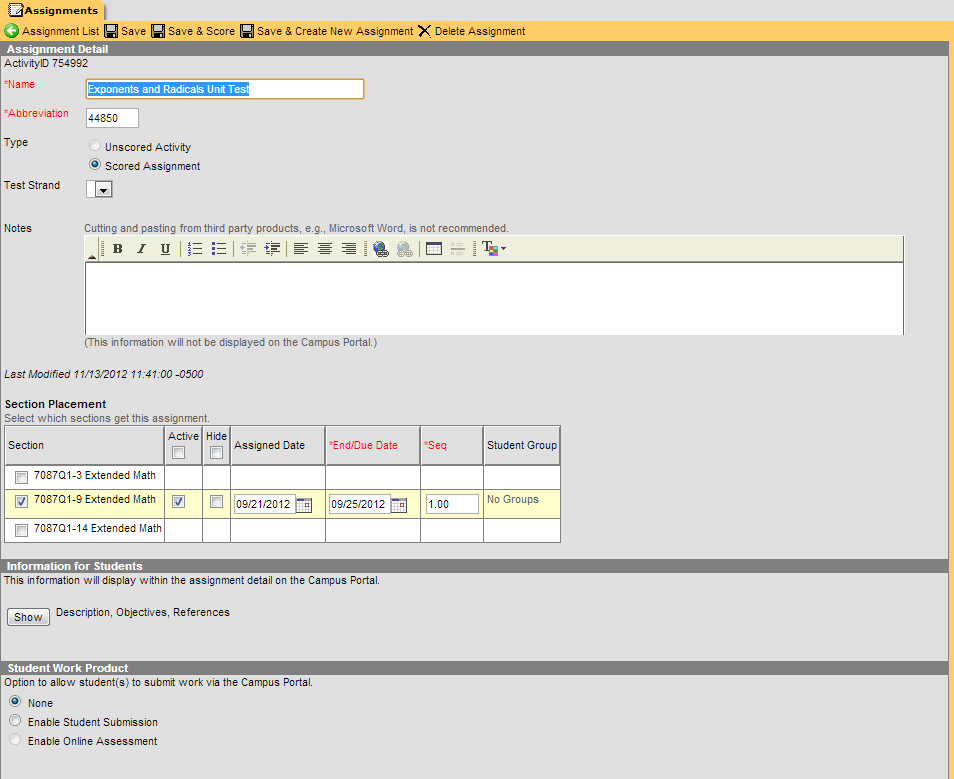 Assignments
Assignment List Save Save & Score Save & Create New Assignment Delete Assignment
Assignment Detail
ActivityID 754992
*Name Exponents and Radicals Unit Test
*Abbreviation 44850
Type Unscored Activity
Scored Assignment
Test Strand
Notes Cutting and pasting from third party products, e.g., Microsoft Word, is not recommended.
B I U
(This information will not be displayed on the Campus Portal.)
Last Modified 11/13/2012 11:41:00 -0500
Section Placement
Select which sections get this assignment.
Section Active Hide Assigned Date *End/Due Date *Seq Student Group
7087Q1-3 Extended Math
7087Q1-9 Extended Math 09/21/2012 09/25/2012 1.00 No Groups
7087Q1-14 Extended Math
Information for Students
This information will display within the assignment detail on the Campus Portal.
Show Description, Objectives, References
Student Work Product
Option to allow student(s) to submit work via the Campus Portal.
None
Enable Student Submission
Enable Online Assessment